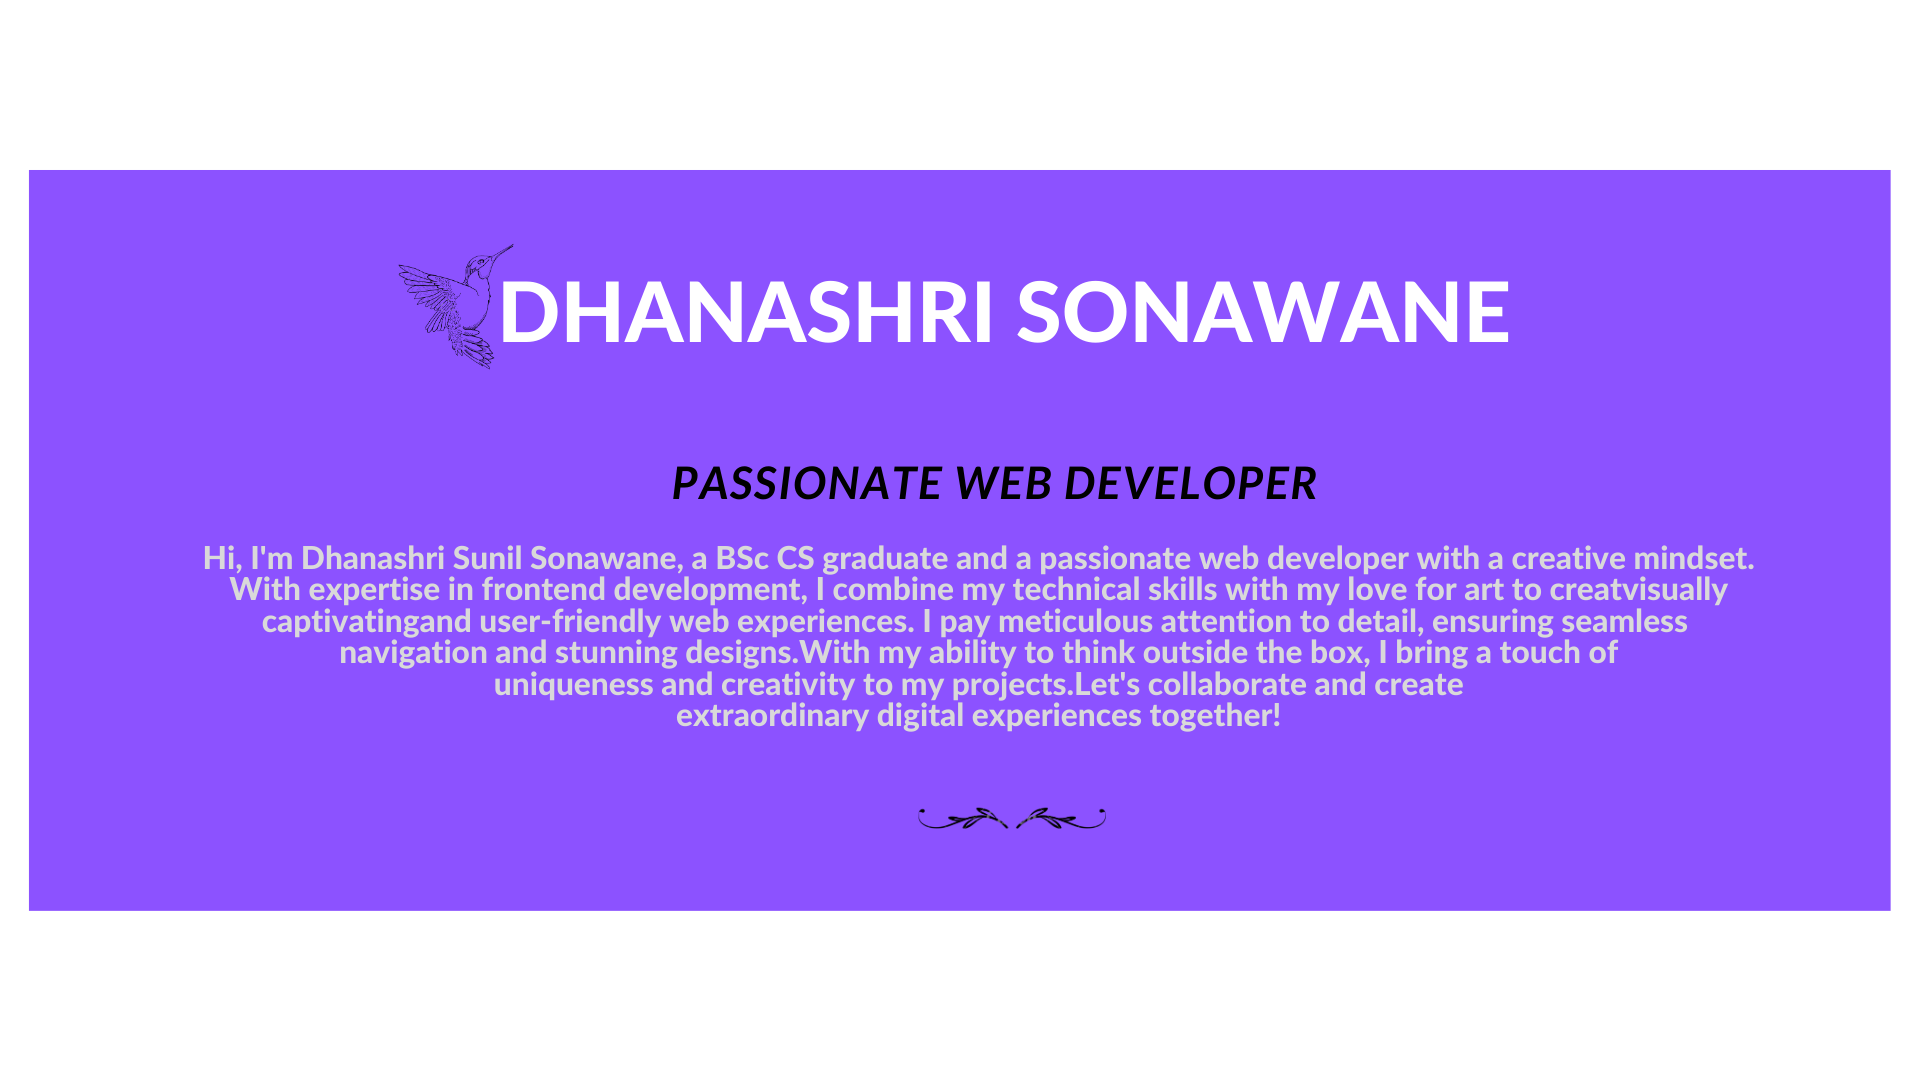 DHANASHRI SONAWANE
PASSIONATE WEB DEVELOPER
Hi, I'm Dhanashri Sunil Sonawane, a BSc CS graduate and a passionate web developer with a creative mindset.
With expertise in frontend development, I combine my technical skills with my love for art to creatvisually
captivatingand user-friendly web experiences. I pay meticulous attention to detail, ensuring seamless
navigation and stunning designs.With my ability to think outside the box, I bring a touch of
uniqueness and creativity to my projects.Let's collaborate and create
extraordinary digital experiences together!